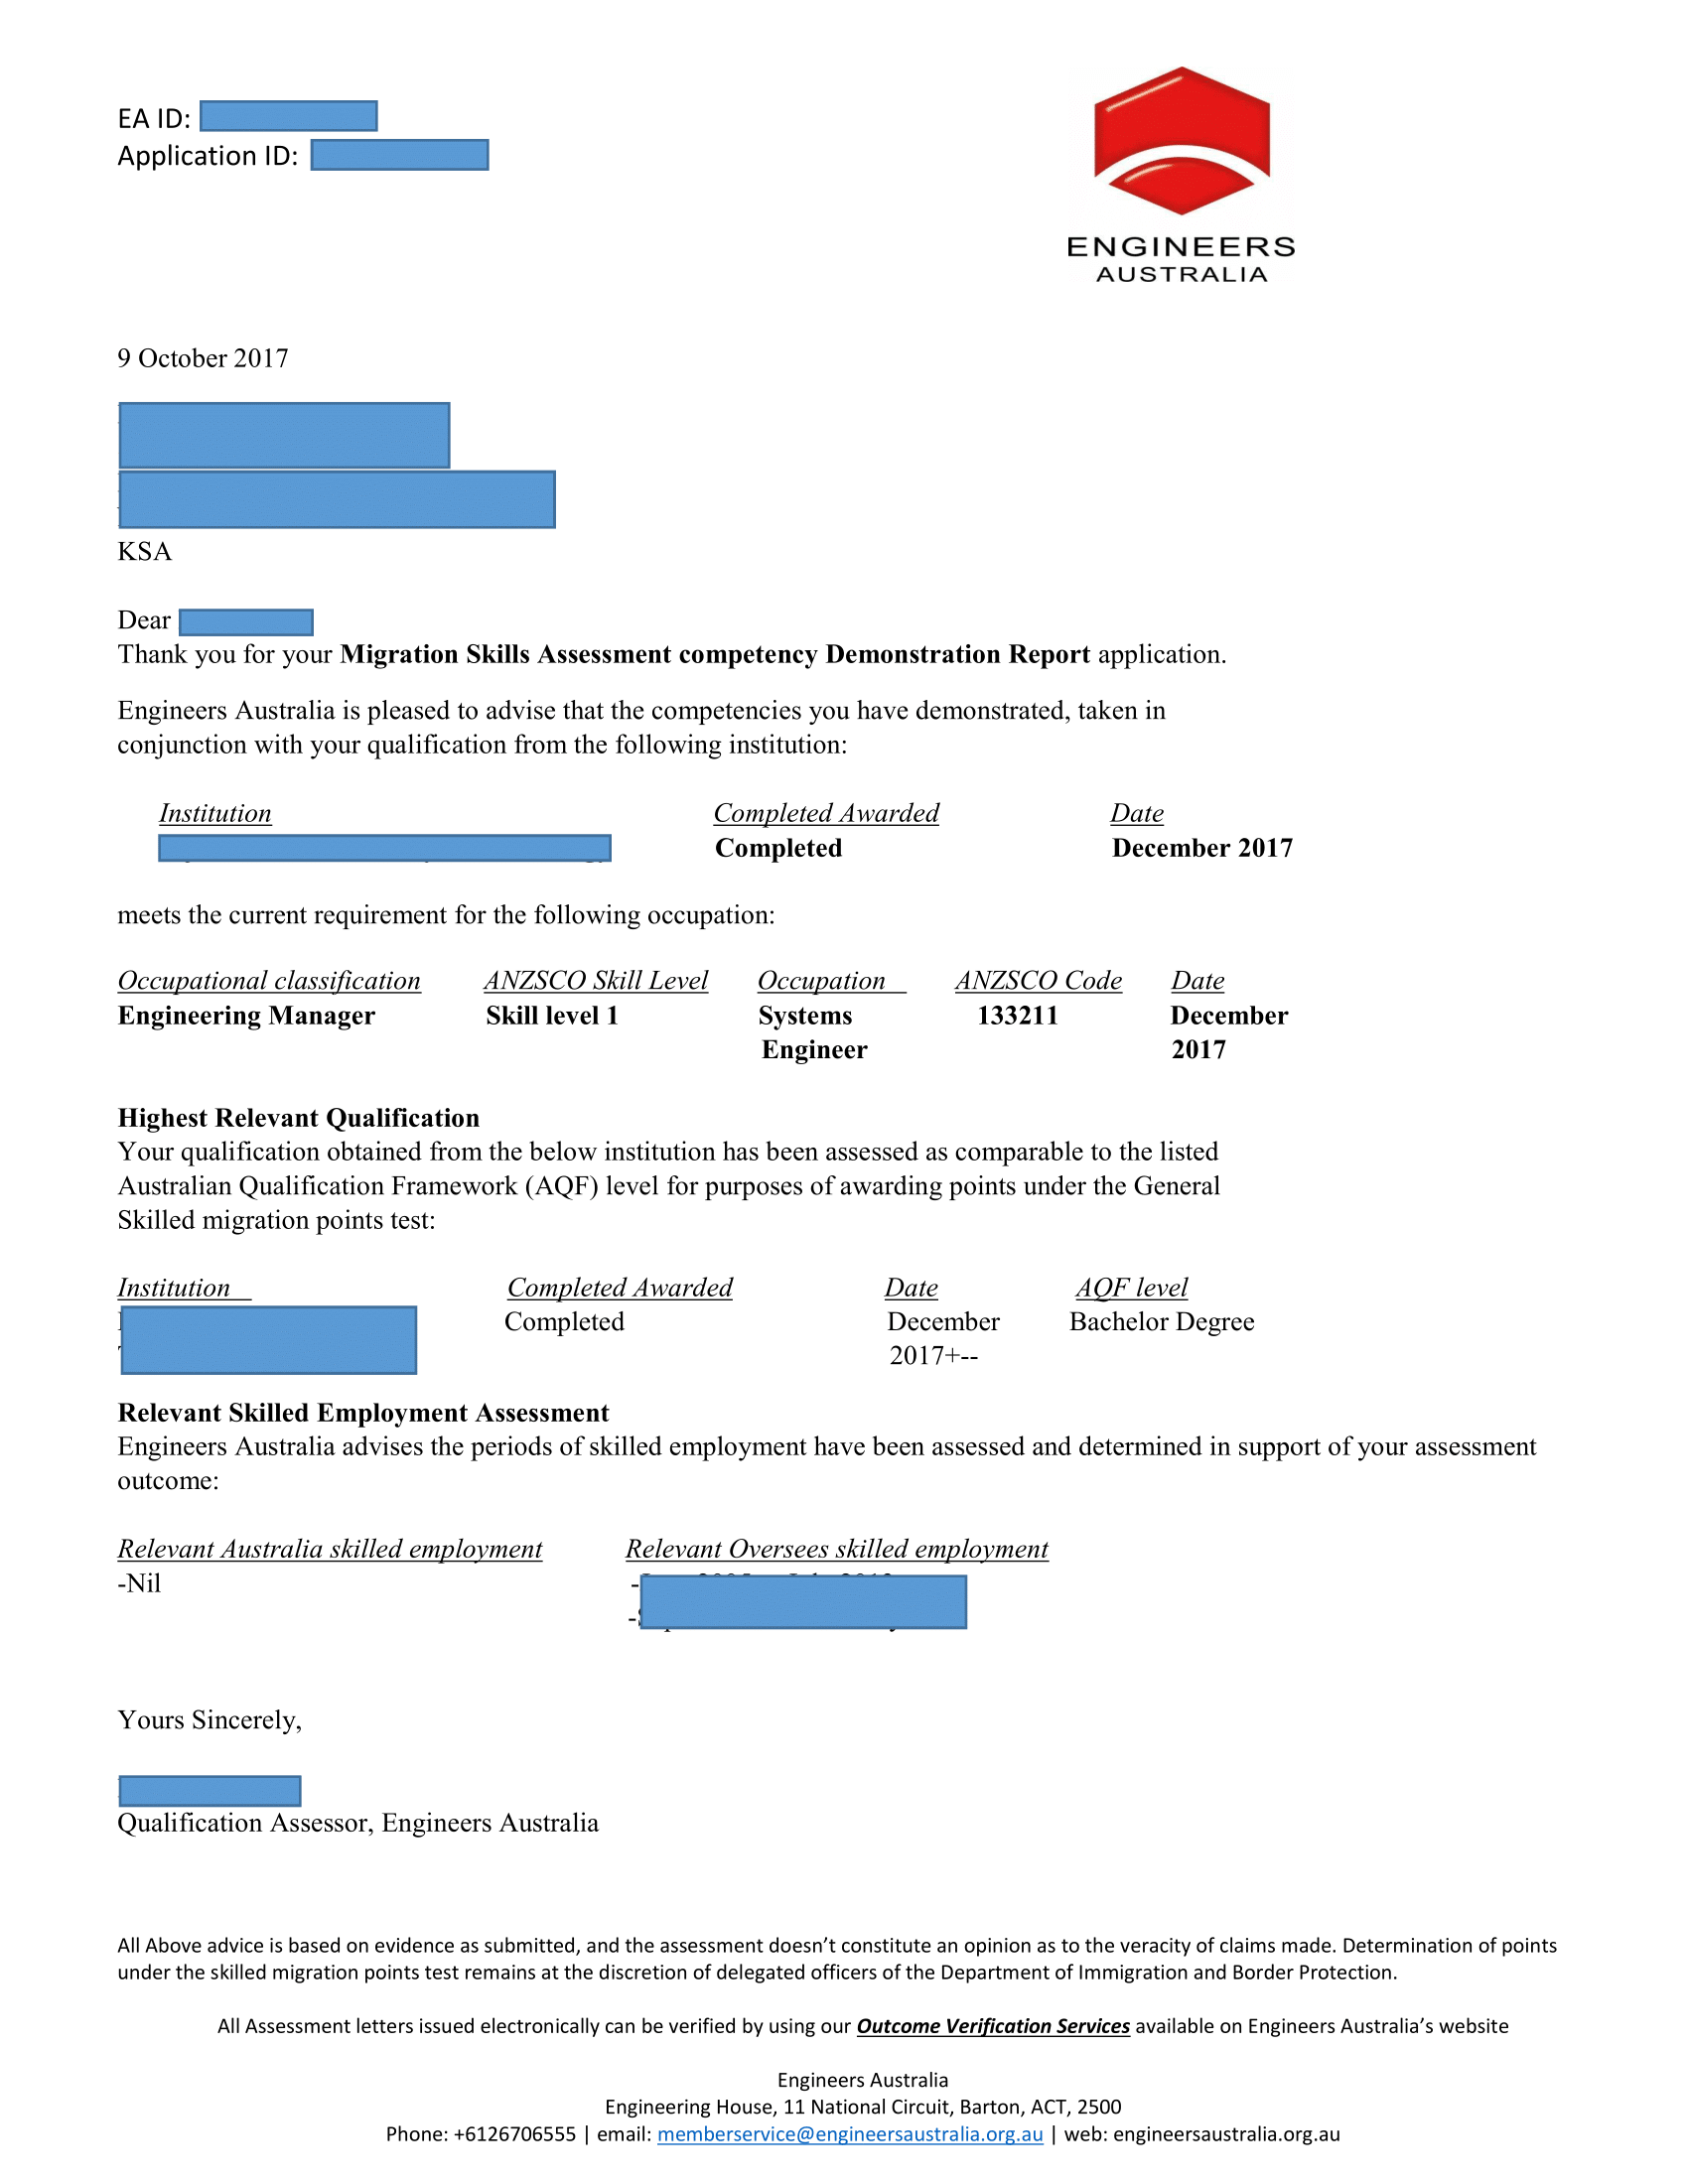 EA ID:
Application ID:
ENGINEERS
AUSTRALIA
9 October 2017
KSA
Dear
Thank you for your Migration Skills Assessment competency Demonstration Report application.
Engineers Australia is pleased to advise that the competencies you have demonstrated, taken in
conjunction with your qualification from the following institution:
Institution Completed Awarded Date
Completed December 2017
meets the current requirement for the following occupation:
Occupational classification ANZSCO Skill Level Occupation ANZSCO Code Date
Engineering Manager Skill level 1 Systems 133211 December
Engineer 2017
Highest Relevant Qualification
Your qualification obtained from the below institution has been assessed as comparable to the listed
Australian Qualification Framework (AQF) level for purposes of awarding points under the General
Skilled migration points test:
Institution Completed Awarded Date AQF level
Completed December Bachelor Degree
2017+--
Relevant Skilled Employment Assessment
Engineers Australia advises the periods of skilled employment have been assessed and determined in support of your assessment
outcome:
Relevant Australia skilled employment Relevant Oversees skilled employment
-Nil -
-
Yours Sincerely,
Qualification Assessor, Engineers Australia
All Above advice is based on evidence as submitted, and the assessment doesn’t constitute an opinion as to the veracity of claims made. Determination of points
under the skilled migration points test remains at the discretion of delegated officers of the Department of Immigration and Border Protection.
All Assessment letters issued electronically can be verified by using our Outcome Verification Services available on Engineers Australia’s website
Engineers Australia
Engineering House, 11 National Circuit, Barton, ACT, 2500
Phone: +6126706555 | email: memberservice@engineersaustralia.org.au | web: engineersaustralia.org.au